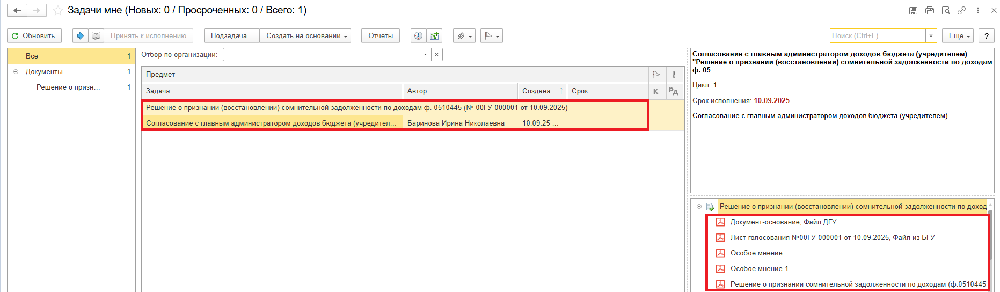 Задачи мне (Новых: 0 / Просроченных: 0 / Всего: 1)
Обновить
Принять к исполнению
Подзадача...
Создать на основании
Отчеты
Поиск (Ctrl+F)
×
Еще
?
Все 1
Документы 1
Решение о призн... 1
Отбор по организации:
×
Предмет
Задача Автор Создана ↑ Срок К Рд
Решение о признании (восстановлении) сомнительной задолженности по доходам ф. 0510445 (№ 00ГУ-000001 от 10.09.2025)
Согласование с главным администратором доходов бюджета (учредител... Баринова Ирина Николаевна 10.09.25 ...
Согласование с главным администратором доходов бюджета (учредителем)
"Решение о признании (восстановлении) сомнительной задолженности по доходам
ф. 05
Цикл: 1
Срок исполнения: 10.09.2025
Согласование с главным администратором доходов бюджета (учредителем)
Решение о признании (восстановлении) сомнительной задолженности по доход
Документ-основание, Файл ДГУ
Лист голосования №00ГУ-000001 от 10.09.2025, Файл из БГУ
Особое мнение
Особое мнение 1
Решение о признании сомнительной задолженности по доходам (ф.0510445